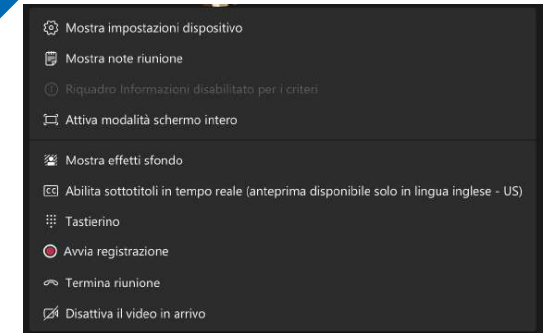 Mostra impostazioni dispositivo
Mostra note riunione
Riquadro Informazioni disabilitato per i criteri
Attiva modalità schermo intero
Mostra effetti sfondo
CC Abilita sottotitoli in tempo reale (anteprima disponibile solo in lingua inglese - US)
Tastierino
Avvia registrazione
Termina riunione
Disattiva il video in arrivo